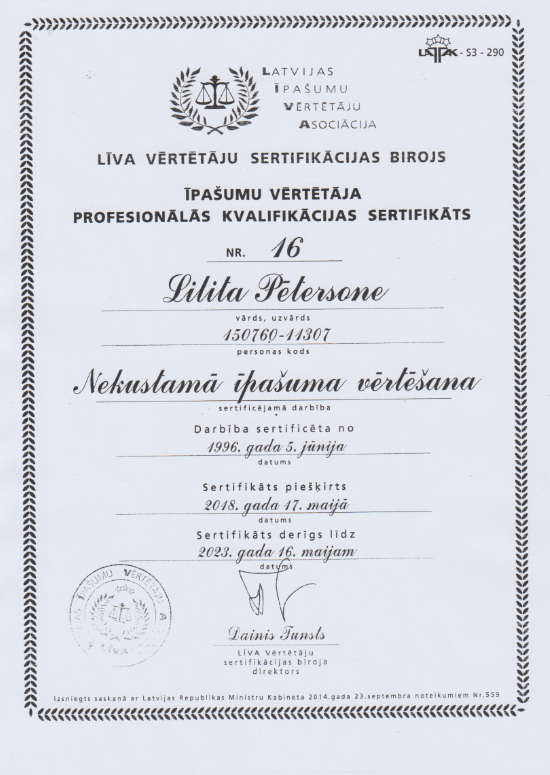 LATAK - S3 - 290
LATVIJAS
ĪPAŠUMU
VĒRTĒTĀJU
ASOCIĀCIJA
LĪVA VĒRTĒTĀJU SERTIFIKĀCIJAS BIROJS
ĪPAŠUMU VĒRTĒTĀJA
PROFESIONĀLĀS KVALIFIKĀCIJAS SERTIFIKĀTS
NR. 16
Lilita Pētersone
vārds, uzvārds
150760-11307
personas kods
Nekustamā īpašuma vērtēšana
sertificējamā darbība
Darbība sertificēta no
1996. gada 5. jūnija
datums
Sertifikāts piešķirts
2018. gada 17. maijā
datums
Sertifikāts derīgs līdz
2023. gada 16. maijam
datums
ĪPAŠUMU VĒRTĒTĀJU
LĪVA
Dainis Tunsts
LĪVA Vērtētāju
sertifikācijas biroja
direktors
Izsniegts saskaņā ar Latvijas Republikas Ministru Kabineta 2014.gada 23.septembra noteikumiem Nr.559